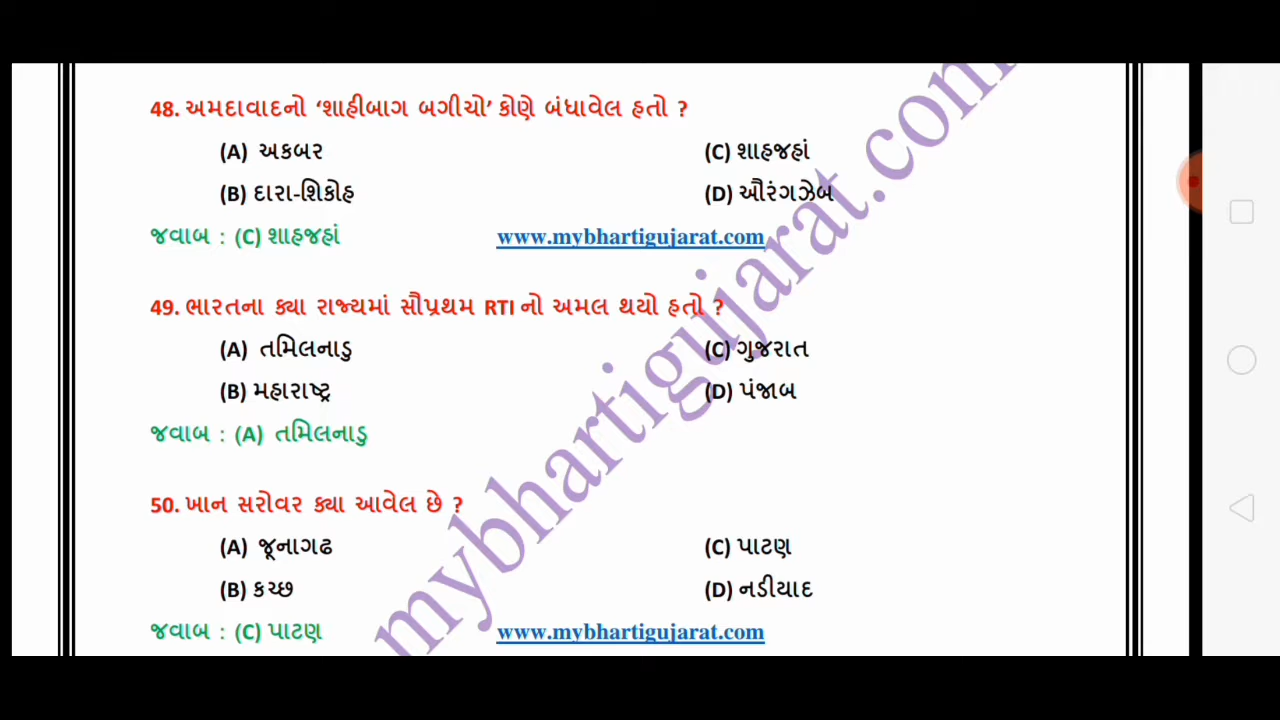 48. અમદાવાદનો ‘શાહીબાગ બગીચો’ કોણે બંધાવેલ હતો ?
(A) અકબર (C) શાહજહાં
(B) દારા-શિકોહ (D) ઔરંગઝેબ
જવાબ : (C) શાહજહાં www.mybhartigujarat.com
49. ભારતના ક્યા રાજ્યમાં સૌપ્રથમ RTI નો અમલ થયો હતો ?
(A) તમિલનાડુ (C) ગુજરાત
(B) મહારાષ્ટ્ર (D) પંજાબ
જવાબ : (A) તમિલનાડુ
50. ખાન સરોવર ક્યા આવેલ છે ?
(A) જૂનાગઢ (C) પાટણ
(B) કચ્છ (D) નડીયાદ
જવાબ : (C) પાટણ www.mybhartigujarat.com
mybhartigujarat.com